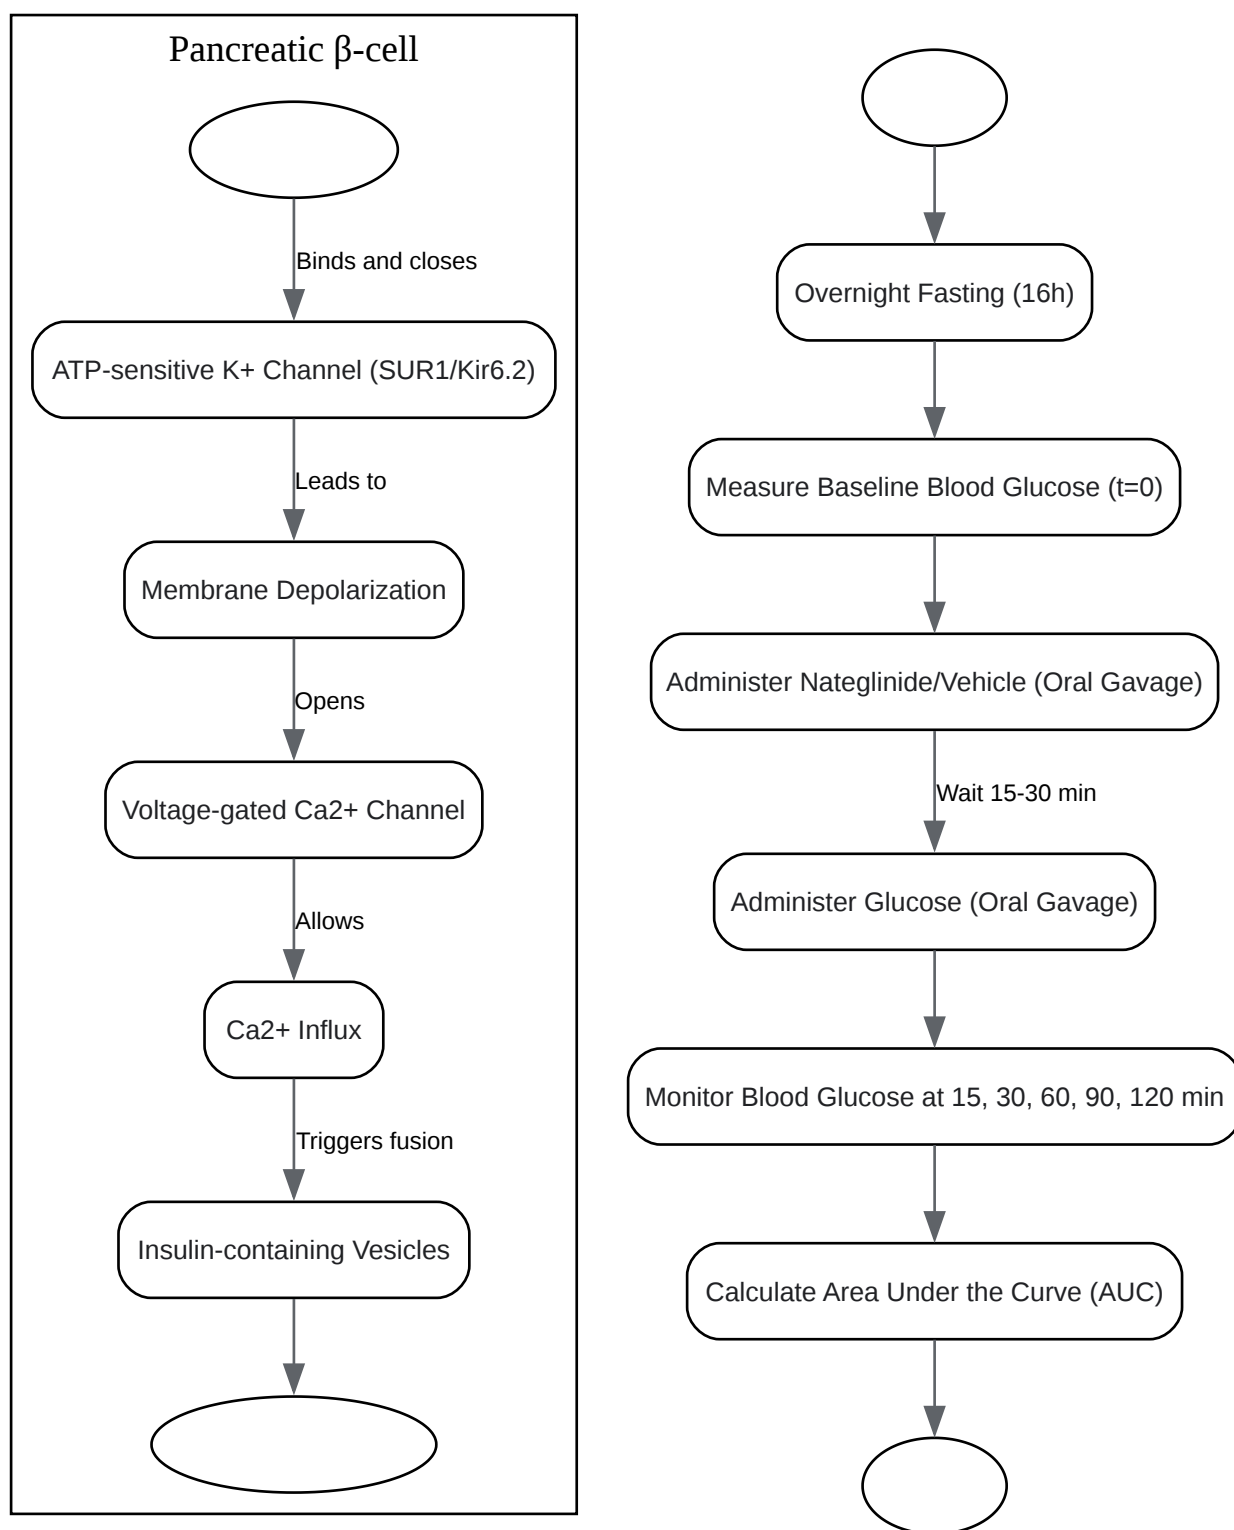 Pancreatic β-cell
Binds and closes
ATP-sensitive K+ Channel (SUR1/Kir6.2)
Leads to
Membrane Depolarization
Opens
Voltage-gated Ca2+ Channel
Allows
Ca2+ Influx
Triggers fusion
Insulin-containing Vesicles
Overnight Fasting (16h)
Measure Baseline Blood Glucose (t=0)
Administer Nateglinide/Vehicle (Oral Gavage)
Wait 15-30 min
Administer Glucose (Oral Gavage)
Monitor Blood Glucose at 15, 30, 60, 90, 120 min
Calculate Area Under the Curve (AUC)